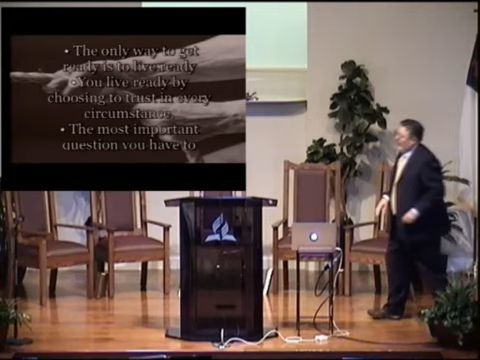 • The only way to get
ready is to live ready
•You live ready by
choosing to trust in every
circumstance
• The most important
question you have to